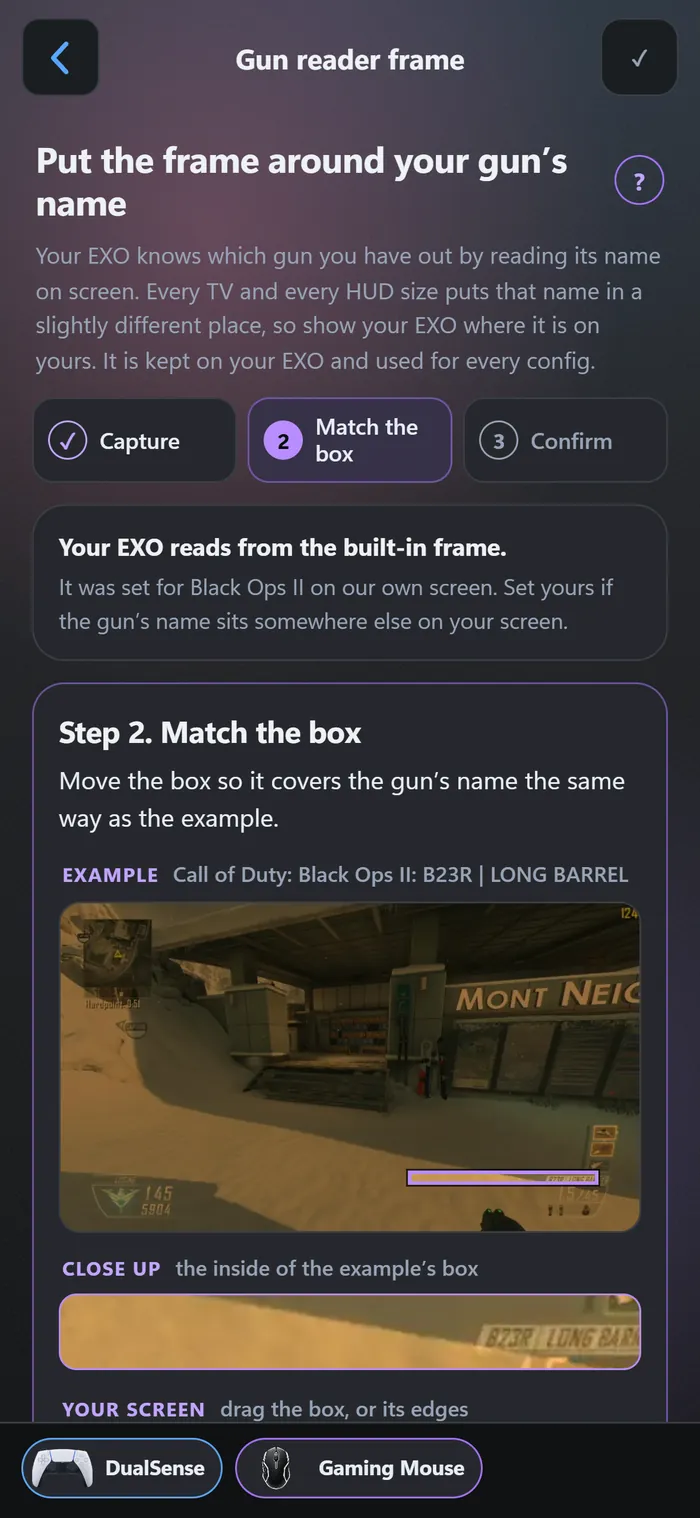 Gun reader frame
✓
Put the frame around your gun’s
name
?
Your EXO knows which gun you have out by reading its name
on screen. Every TV and every HUD size puts that name in a
slightly different place, so show your EXO where it is on
yours. It is kept on your EXO and used for every config.
✓ Capture
2 Match the
box
3 Confirm
Your EXO reads from the built-in frame.
It was set for Black Ops II on our own screen. Set yours if
the gun’s name sits somewhere else on your screen.
Step 2. Match the box
Move the box so it covers the gun’s name the same
way as the example.
EXAMPLE Call of Duty: Black Ops II: B23R | LONG BARREL
124
MONT NEIG
145
5904
CLOSE UP the inside of the example’s box
B23R | LONG BARR
YOUR SCREEN drag the box, or its edges
DualSense
Gaming Mouse